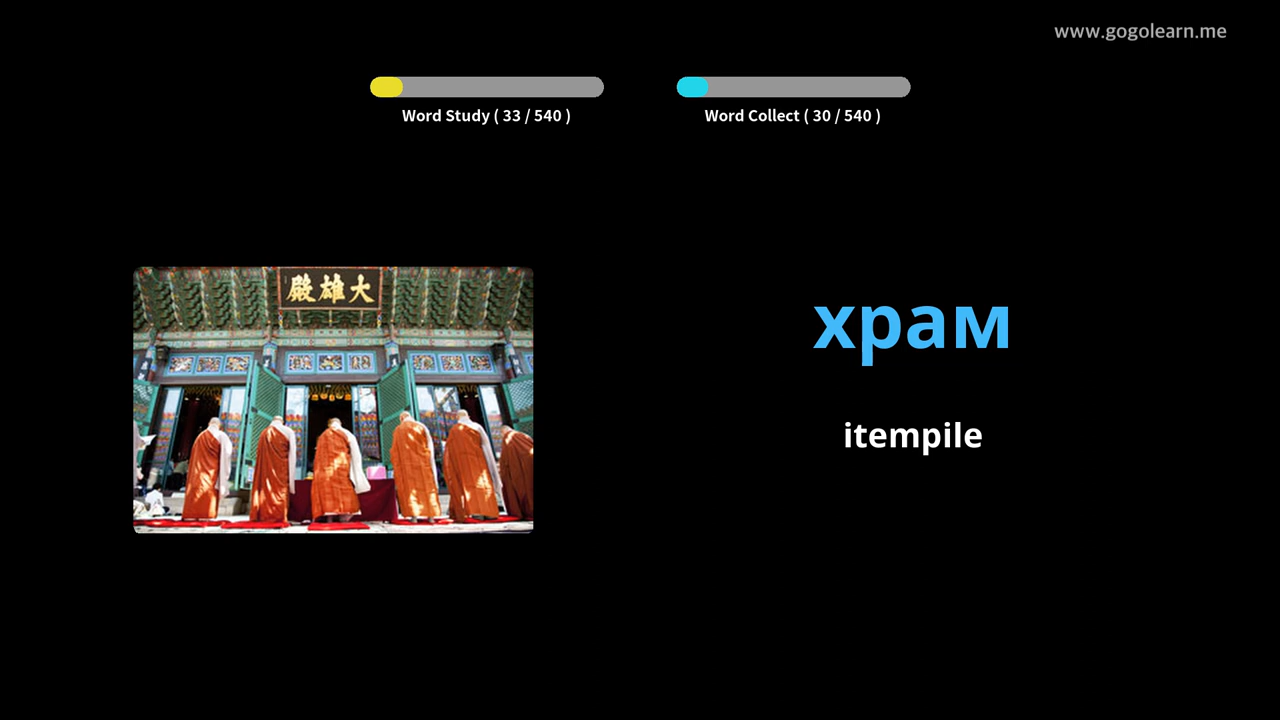 www.gogolearn.me
Word Study ( 33 / 540 )
Word Collect ( 30 / 540 )
殿雄大
храм
itempile